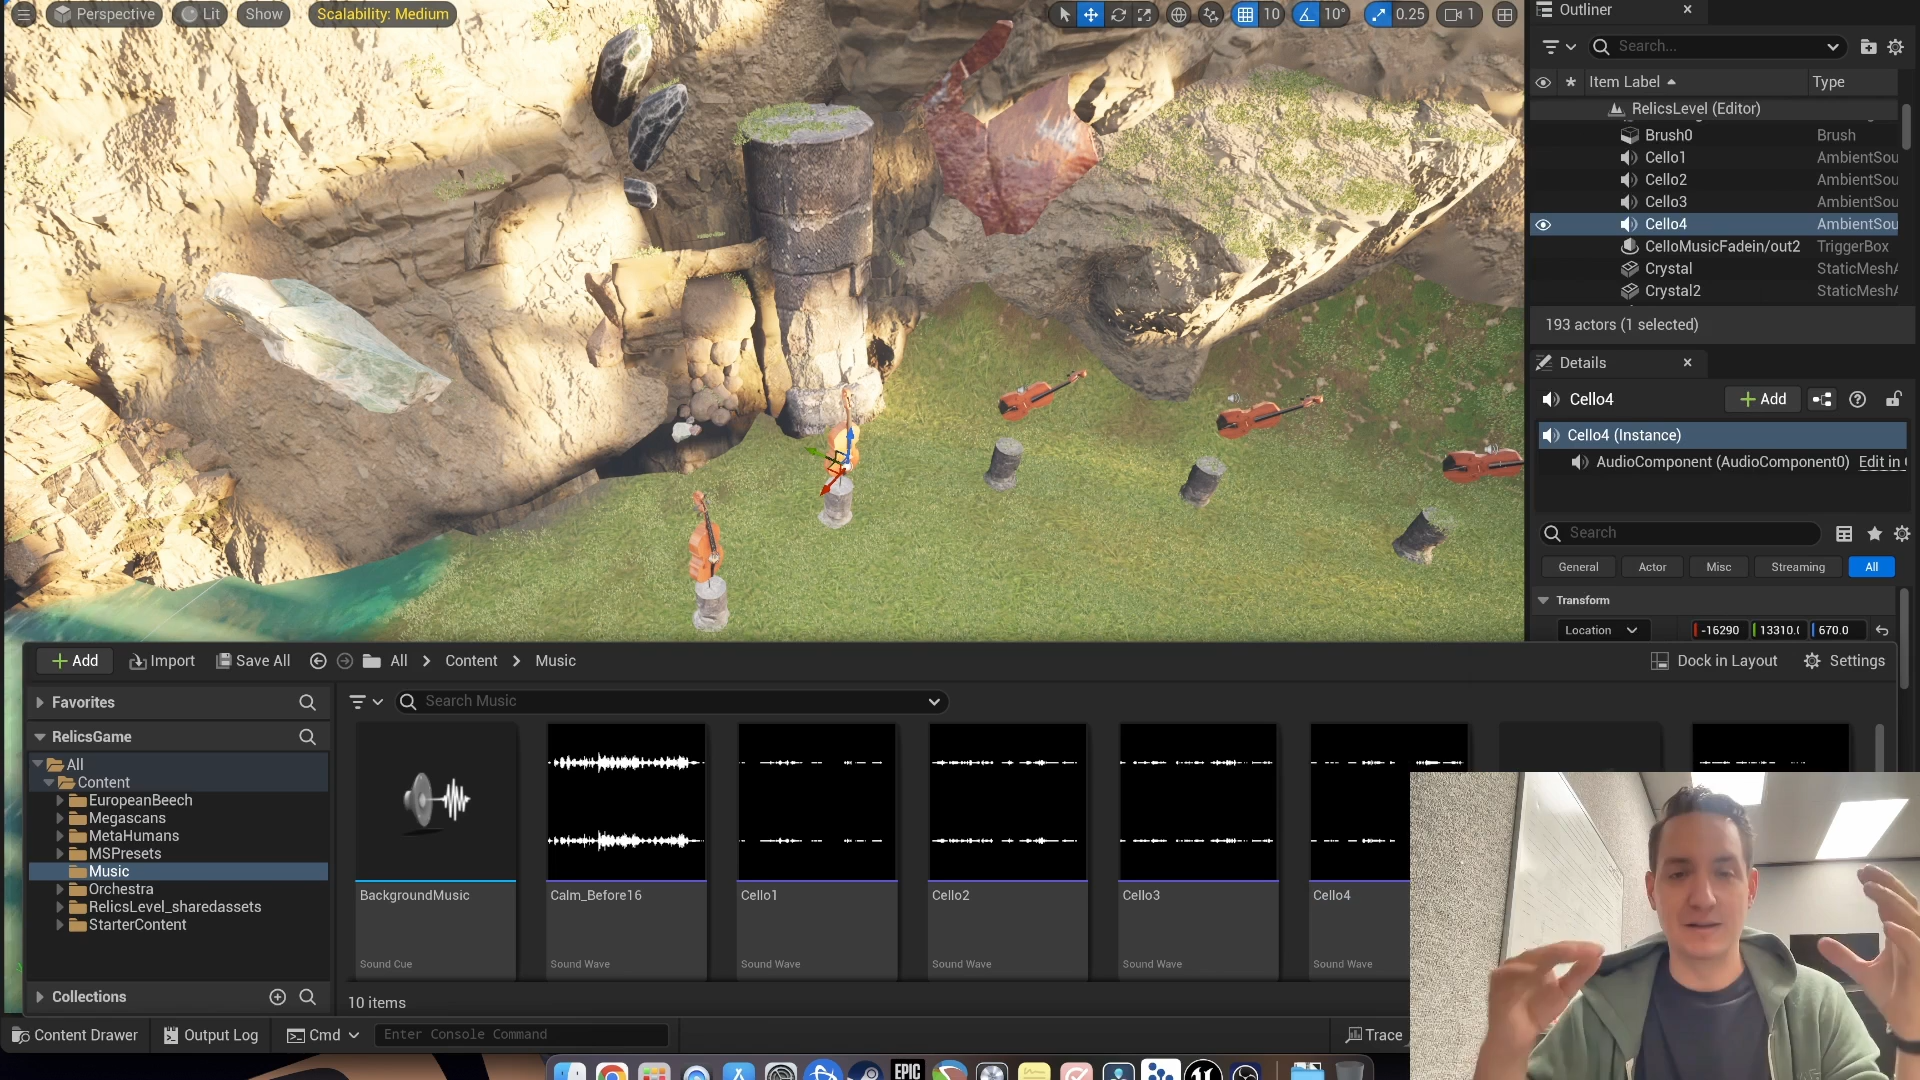 Perspective
Lit
Show
Scalability: Medium
10
10°
0.25
1
Outliner
Search...
Item Label
Type
RelicsLevel (Editor)
Brush0
Brush
Cello1
AmbientSou
Cello2
AmbientSou
Cello3
AmbientSou
Cello4
AmbientSou
CelloMusicFadein/out2
TriggerBox
Crystal
StaticMeshA
Crystal2
StaticMeshA
193 actors (1 selected)
Details
Cello4
+ Add
Cello4 (Instance)
AudioComponent (AudioComponent0)
Edit in
Search
General
Actor
Misc
Streaming
All
Transform
Location
-16290
13310.
670.0
+ Add
Import
Save All
All > Content > Music
Dock in Layout
Settings
Favorites
Search Music
RelicsGame
All
Content
EuropeanBeech
Megascans
MetaHumans
MSPresets
Music
Orchestra
RelicsLevel_sharedassets
StarterContent
Collections
BackgroundMusic
Sound Cue
Calm_Before16
Sound Wave
Cello1
Sound Wave
Cello2
Sound Wave
Cello3
Sound Wave
Cello4
Sound Wave
10 items
Content Drawer
Output Log
Cmd
Enter Console Command
Trace
EPIC